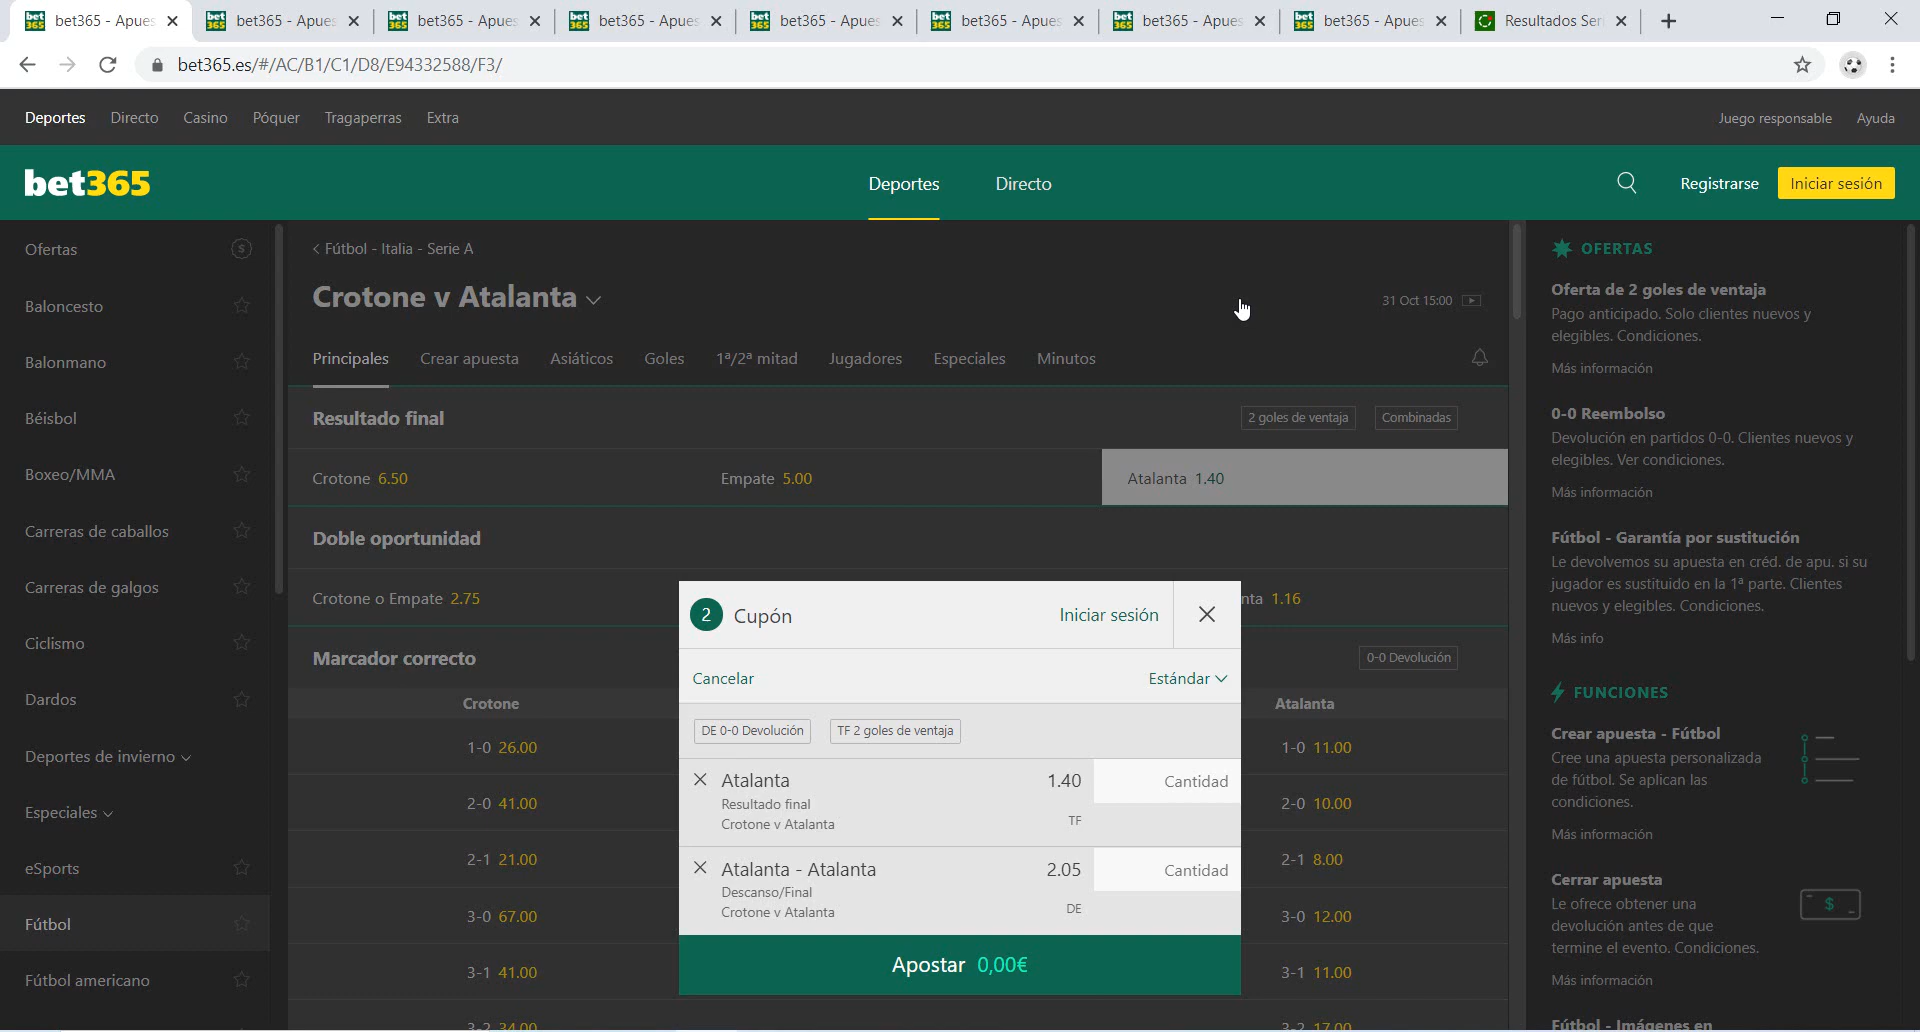 bet365 - Apues
bet365 - Apues
bet365 - Apues
bet365 - Apues
bet365 - Apues
bet365 - Apues
bet365 - Apues
bet365 - Apues
Resultados Seri
bet365.es/#/AC/B1/C1/D8/E94332588/F3/
Deportes Directo Casino Póquer Tragaperras Extra
Juego responsable Ayuda
bet365
Deportes Directo
Registrarse Iniciar sesión
Ofertas
Baloncesto
Balonmano
Béisbol
Boxeo/MMA
Carreras de caballos
Carreras de galgos
Ciclismo
Dardos
Deportes de invierno
Especiales
eSports
Fútbol
Fútbol americano
< Fútbol - Italia - Serie A
Crotone v Atalanta
31 Oct 15:00
Principales Crear apuesta Asiáticos Goles 1ª/2ª mitad Jugadores Especiales Minutos
Resultado final 2 goles de ventaja Combinadas
Crotone 6.50 Empate 5.00 Atalanta 1.40
Doble oportunidad
Crotone o Empate 2.75 nta 1.16
Marcador correcto 0-0 Devolución
Crotone Atalanta
1-0 26.00 1-0 11.00
2-0 41.00 2-0 10.00
2-1 21.00 2-1 8.00
3-0 67.00 3-0 12.00
3-1 41.00 3-1 11.00
3-2 34.00 3-2 17.00
2 Cupón Iniciar sesión
Cancelar Estándar
DE 0-0 Devolución TF 2 goles de ventaja
Atalanta 1.40 Cantidad
Resultado final
Crotone v Atalanta TF
Atalanta - Atalanta 2.05 Cantidad
Descanso/Final
Crotone v Atalanta DE
Apostar 0,00€
OFERTAS
Oferta de 2 goles de ventaja
Pago anticipado. Solo clientes nuevos y
elegibles. Condiciones.
Más información
0-0 Reembolso
Devolución en partidos 0-0. Clientes nuevos y
elegibles. Ver condiciones.
Más información
Fútbol - Garantía por sustitución
Le devolvemos su apuesta en créd. de apu. si su
jugador es sustituido en la 1ª parte. Clientes
nuevos y elegibles. Condiciones.
Más info
FUNCIONES
Crear apuesta - Fútbol
Cree una apuesta personalizada
de fútbol. Se aplican las
condiciones.
Más información
Cerrar apuesta
Le ofrece obtener una
devolución antes de que
termine el evento. Condiciones.
Más información
Fútbol - Imágenes en